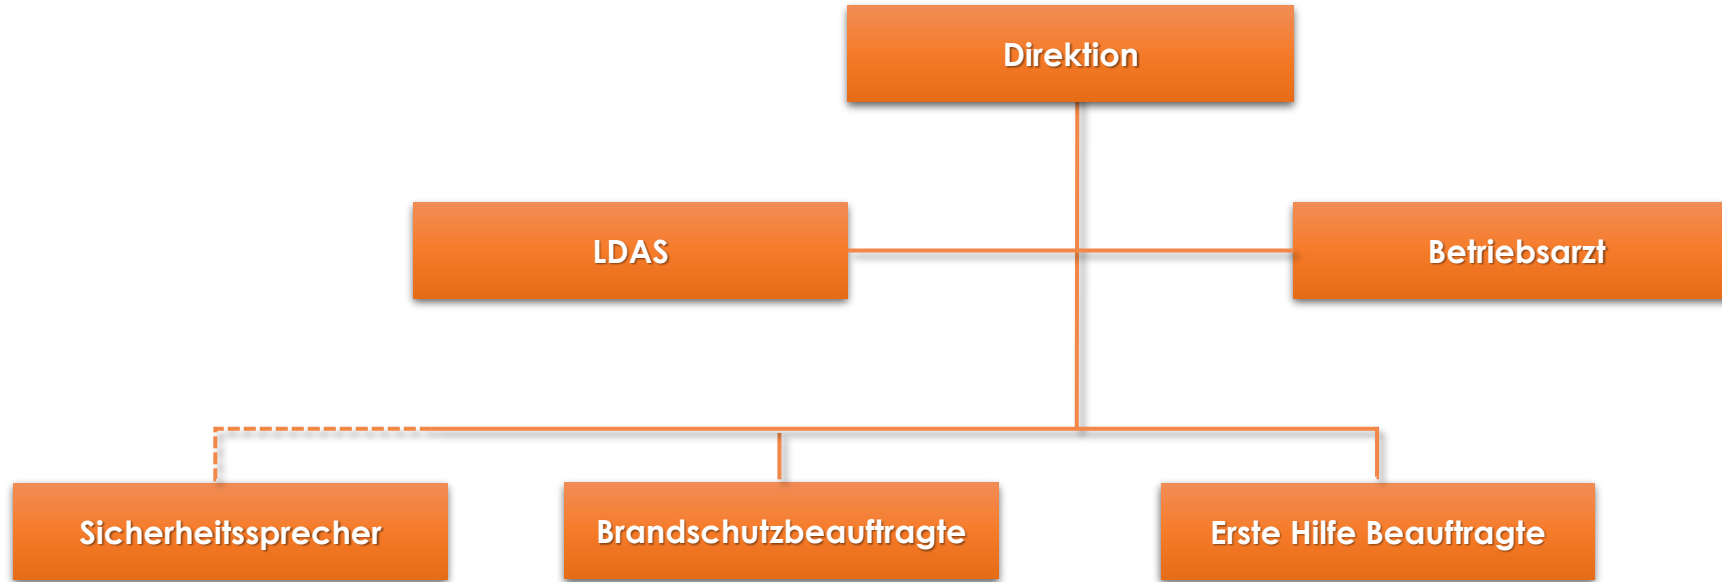 Direktion
LDAS
Betriebsarzt
Sicherheitssprecher
Brandschutzbeauftragte
Erste Hilfe Beauftragte